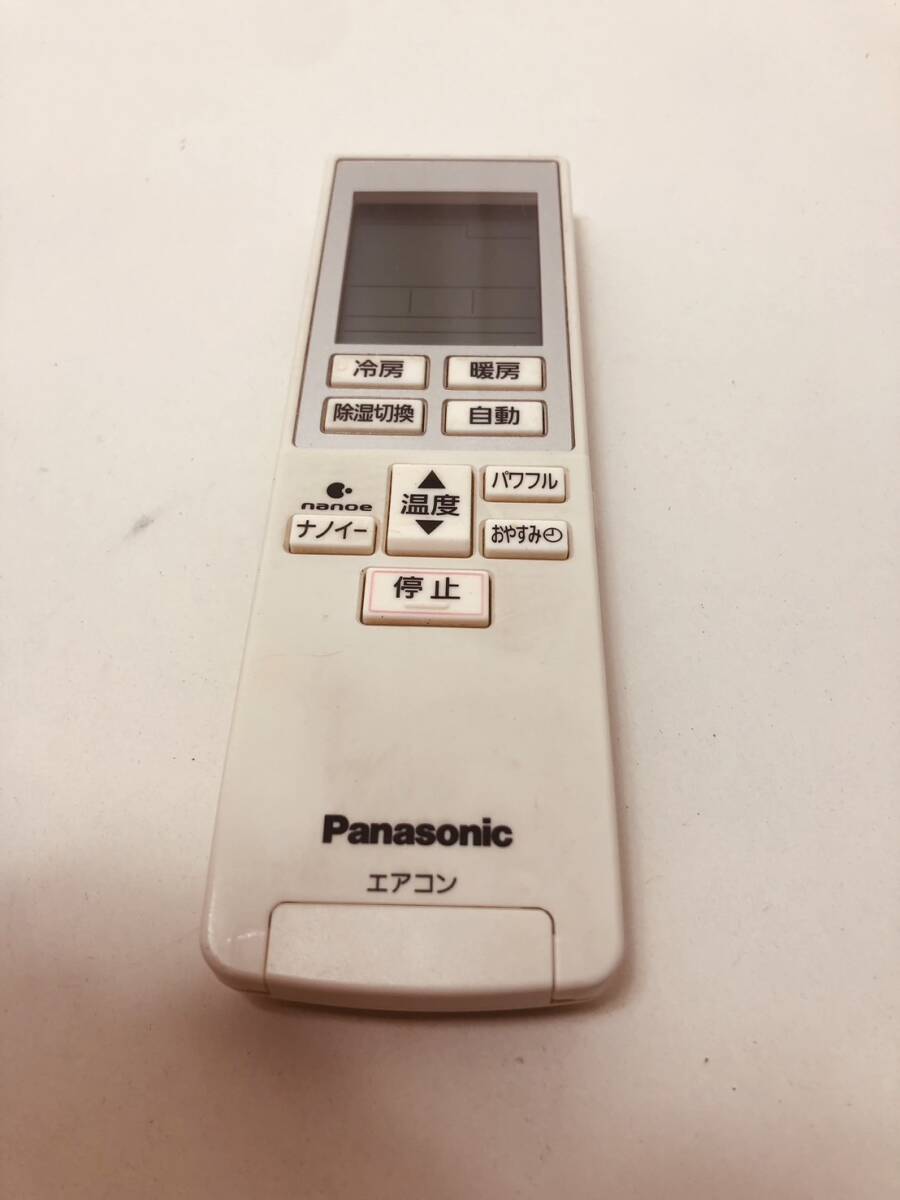 冷房
暖房
除湿切換
自動
nanoe
ナノイー
▲
温度
▼
パワフル
おやすみ
停止
Panasonic
エアコン